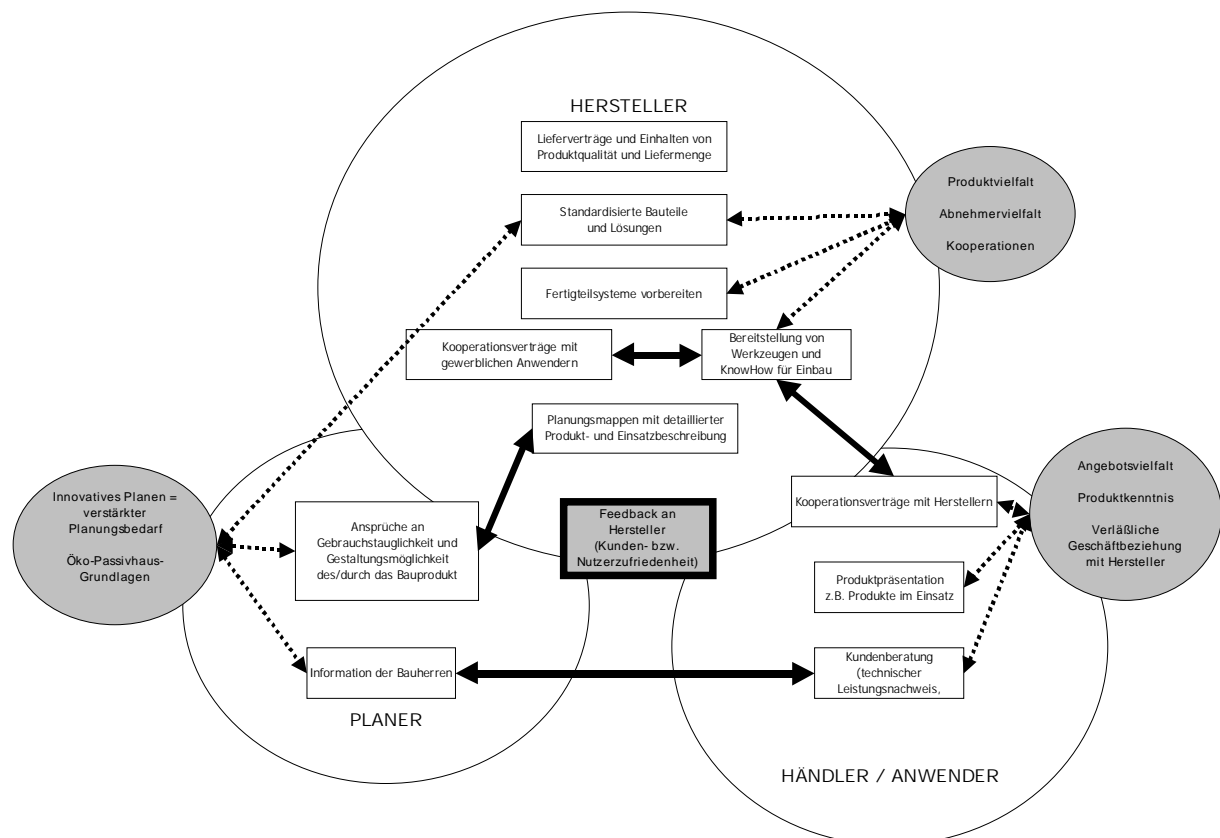 HERSTELLER
Lieferverträge und Einhalten von
Produktqualität und Liefermenge
Produktvielfalt
Abnehmervielfalt
Kooperationen
Standardisierte Bauteile
und Lösungen
Fertigteilsysteme vorbereiten
Kooperationsverträge mit
gewerblichen Anwendern
Bereitstellung von
Werkzeugen und
KnowHow für Einbau
Planungsmappen mit detaillierter
Produkt- und Einsatzbeschreibung
Innovatives Planen =
verstärkter
Planungsbedarf
Öko-Passivhaus-
Grundlagen
Ansprüche an
Gebrauchstauglichkeit und
Gestaltungsmöglichkeit
des/durch das Bauprodukt
Feedback an
Hersteller
(Kunden- bzw.
Nutzerzufriedenheit)
Kooperationsverträge mit Herstellern
Angebotsvielfalt
Produktkenntnis
Verläßliche
Geschäftbeziehung
mit Hersteller
Produktpräsentation
z.B. Produkte im Einsatz
Information der Bauherren
Kundenberatung
(technischer
Leistungsnachweis,
PLANER
HÄNDLER / ANWENDER